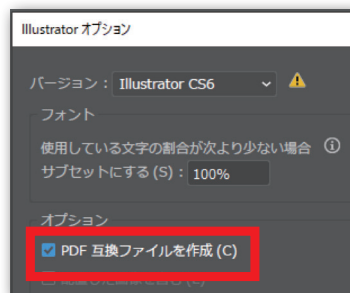 Illustrator オプション
バージョン : Illustrator CS6
フォント
使用している文字の割合が次より少ない場合
サブセットにする (S) : 100%
オプション
PDF 互換ファイルを作成 (C)